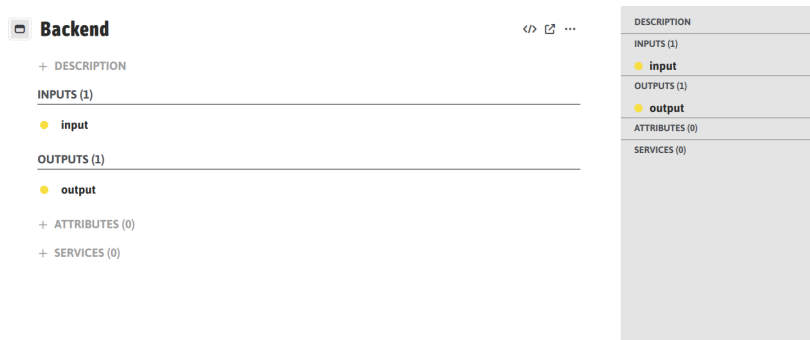 Backend
+ DESCRIPTION
INPUTS (1)
input
OUTPUTS (1)
output
+ ATTRIBUTES (0)
+ SERVICES (0)
DESCRIPTION
INPUTS (1)
input
OUTPUTS (1)
output
ATTRIBUTES (0)
SERVICES (0)